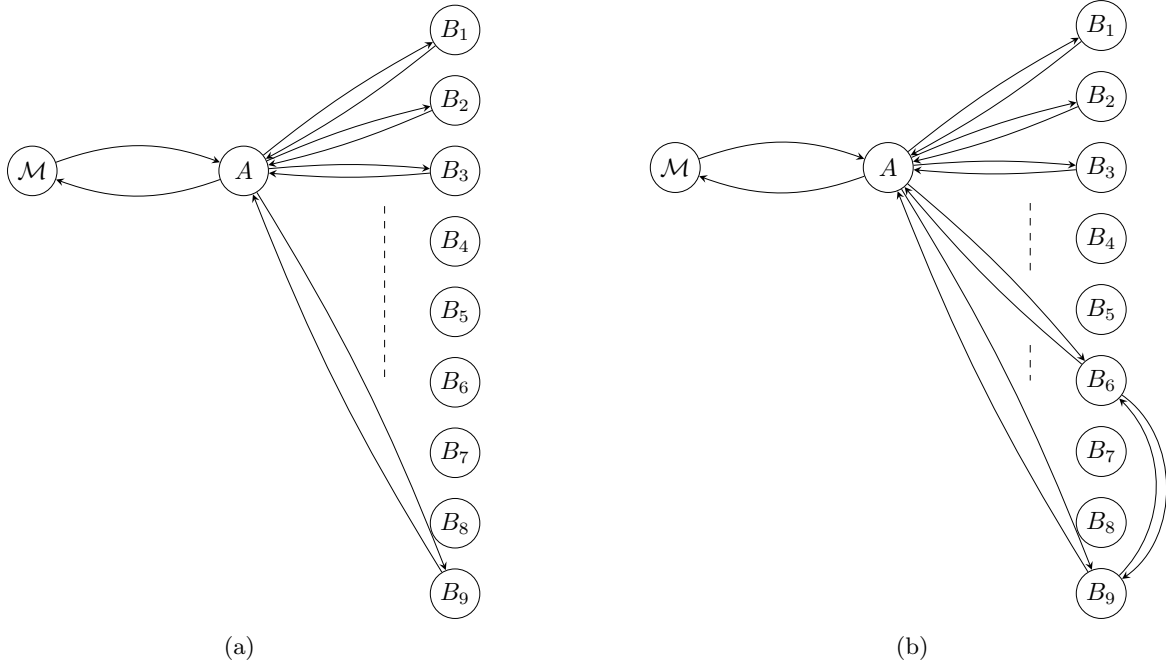 B₁ B₁
B₂ B₂
ℳ A B₃ ℳ A B₃
B₄ B₄
B₅ B₅
B₆ B₆
B₇ B₇
B₈ B₈
B₉ B₉
(a) (b)